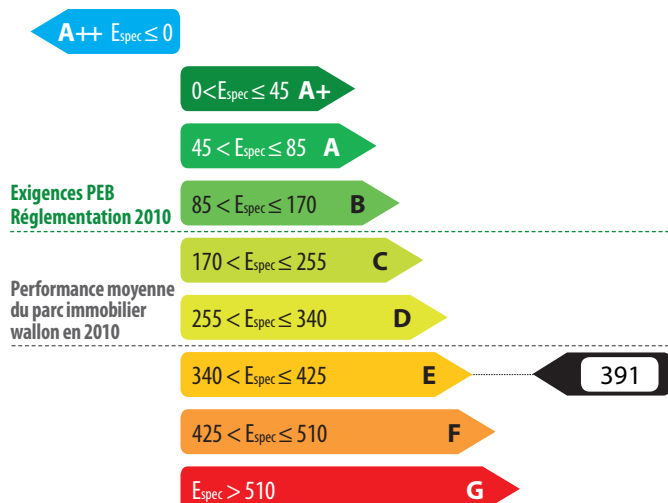 A++ Espec ≤ 0
0<Espec ≤ 45 A+
45 < Espec ≤ 85 A
Exigences PEB
Réglementation 2010
85 < Espec ≤ 170 B
170 < Espec ≤ 255 C
Performance moyenne
du parc immobilier
wallon en 2010
255 < Espec ≤ 340 D
340 < Espec ≤ 425 E
391
425 < Espec ≤ 510 F
Espec > 510 G